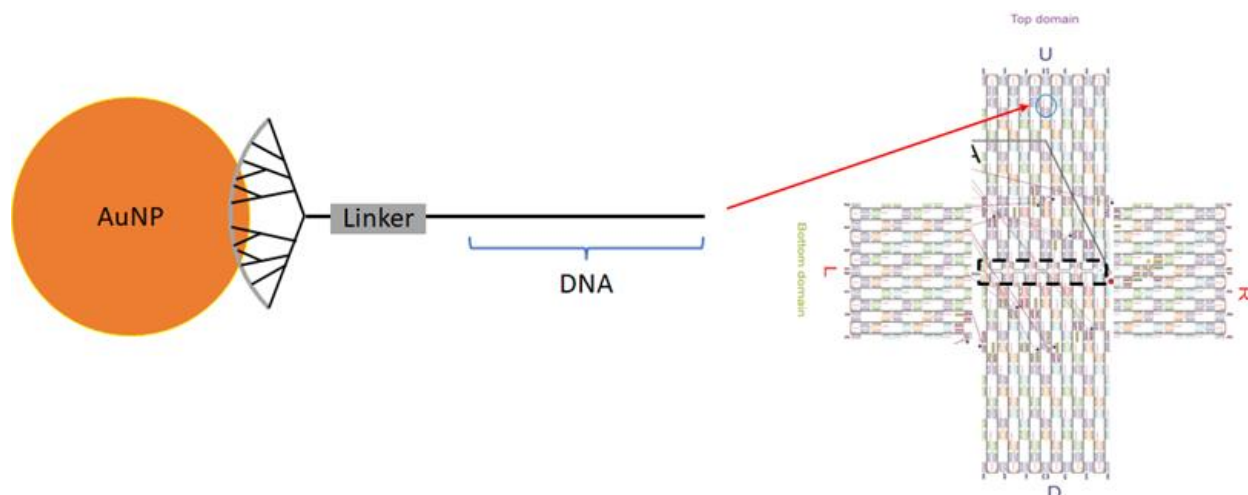 Top domain
U
AuNP
Linker
DNA
Bottom domain
L
R
D